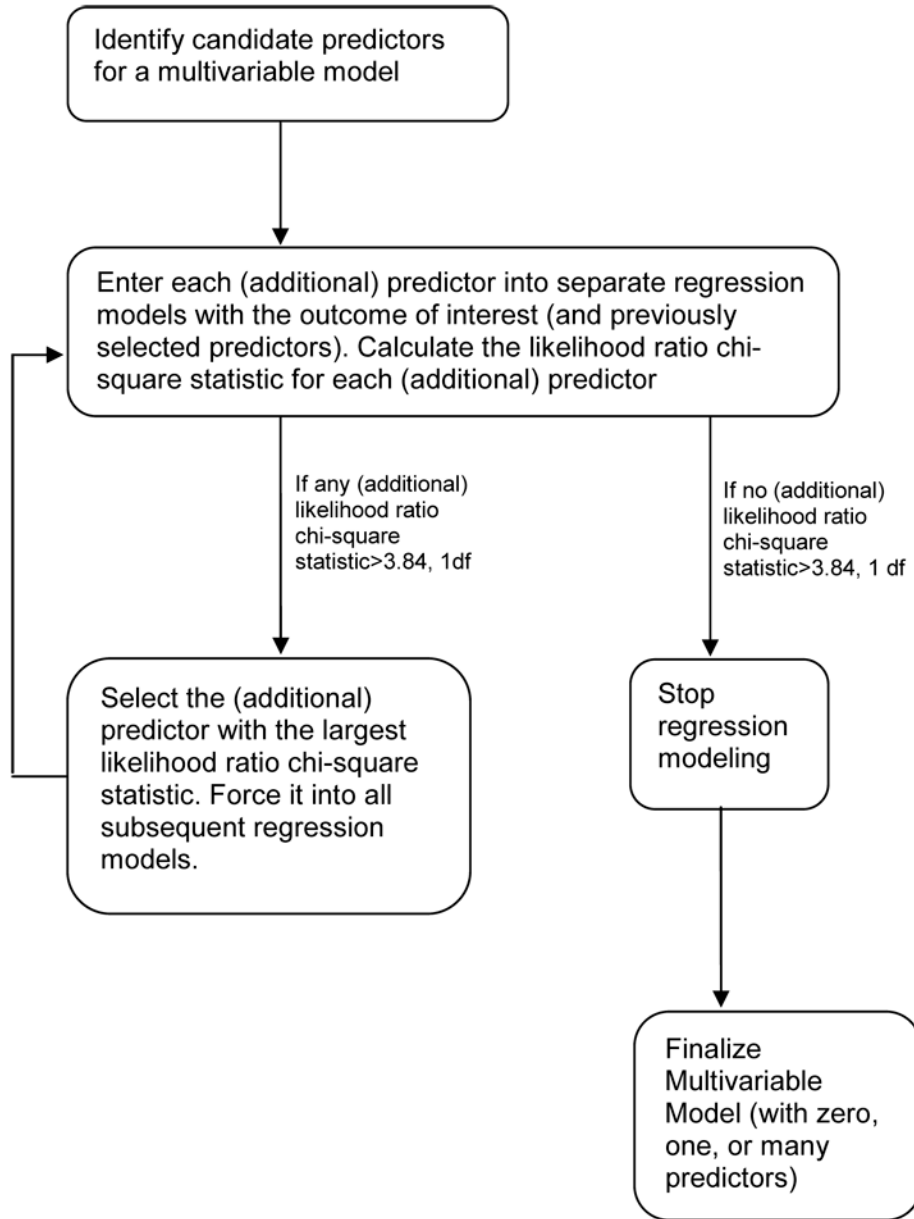 Identify candidate predictors
for a multivariable model
Enter each (additional) predictor into separate regression
models with the outcome of interest (and previously
selected predictors). Calculate the likelihood ratio chi-
square statistic for each (additional) predictor
If any (additional)
likelihood ratio
chi-square
statistic>3.84, 1df
If no (additional)
likelihood ratio
chi-square
statistic>3.84, 1 df
Select the (additional)
predictor with the largest
likelihood ratio chi-square
statistic. Force it into all
subsequent regression
models.
Stop
regression
modeling
Finalize
Multivariable
Model (with zero,
one, or many
predictors)